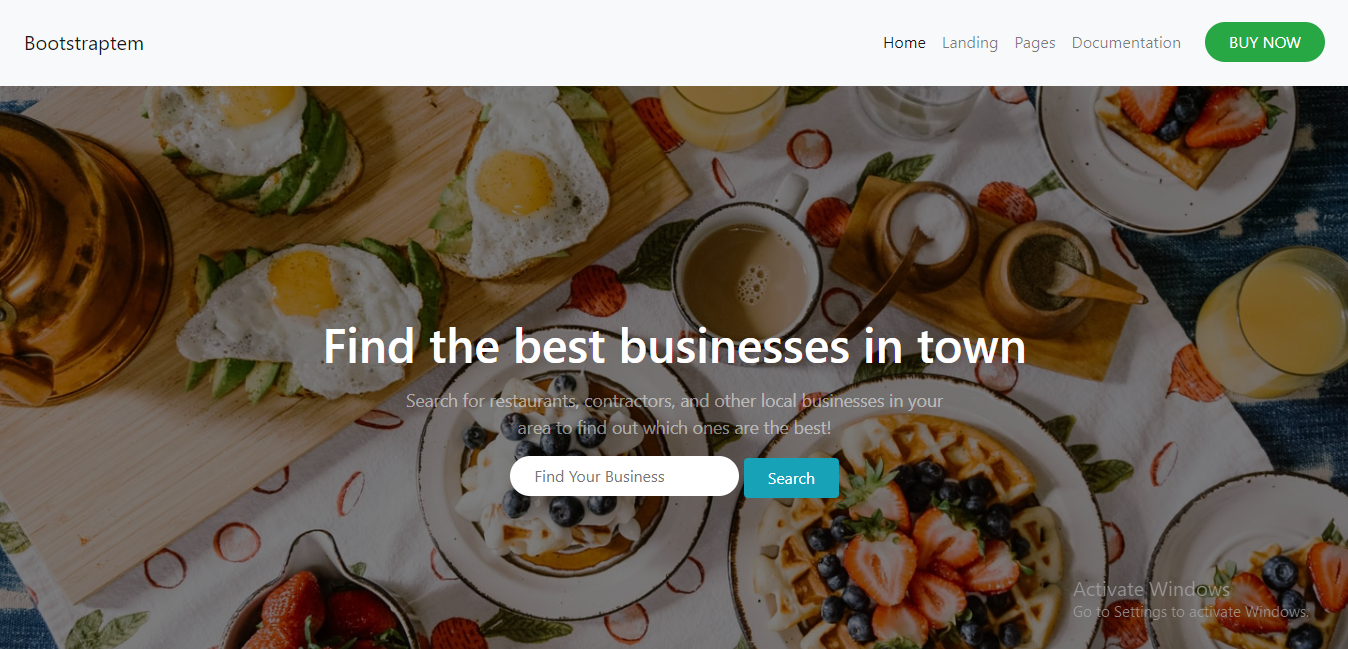 Bootstraptem
Home Landing Pages Documentation BUY NOW
Find the best businesses in town
Search for restaurants, contractors, and other local businesses in your
area to find out which ones are the best!
Find Your Business Search
Activate Windows
Go to Settings to activate Windows.